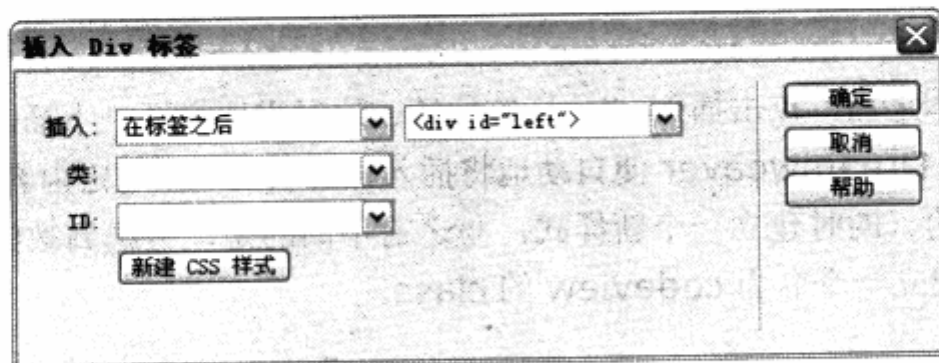 插入 Div 标签
插入: 在标签之后 <div id="left">
类:
ID:
新建 CSS 样式
确定
取消
帮助